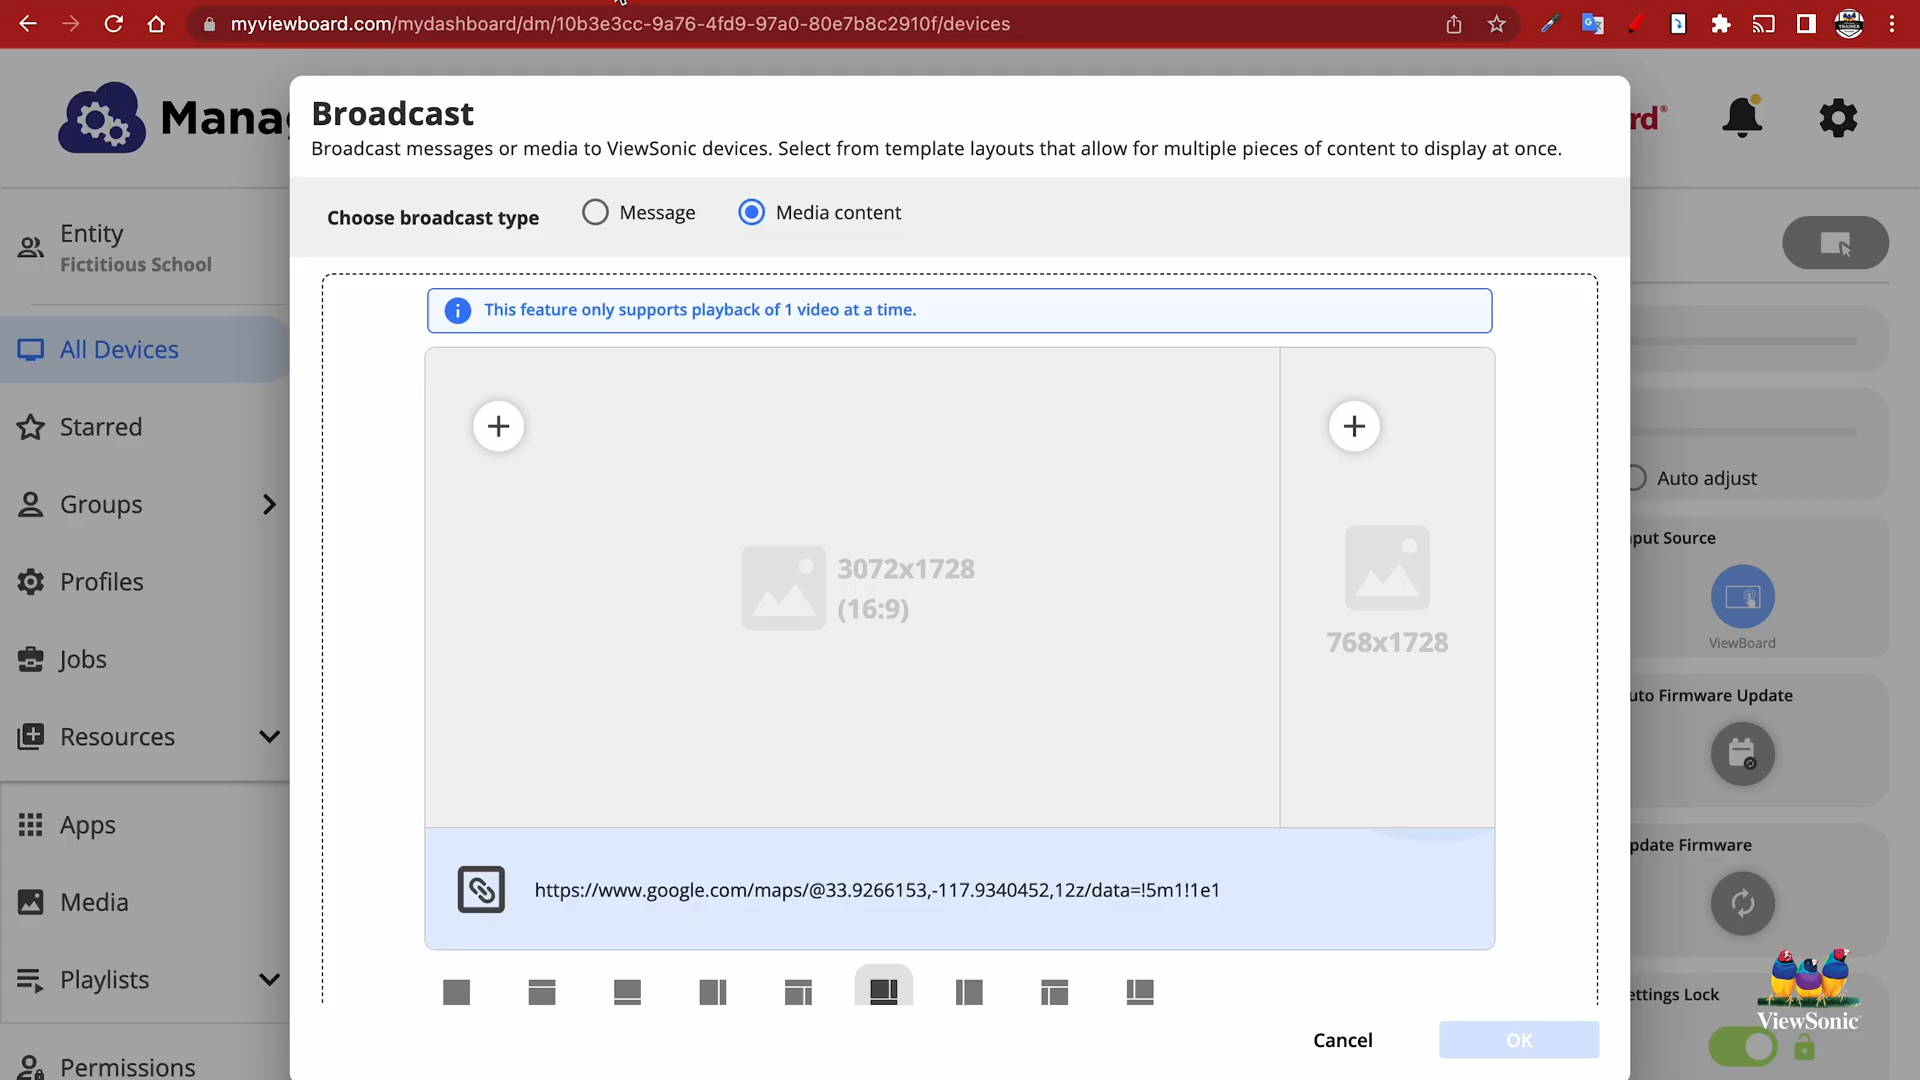 myviewboard.com/mydashboard/dm/10b3e3cc-9a76-4fd9-97a0-80e7b8c2910f/devices
Mana
rd®
Broadcast
Broadcast messages or media to ViewSonic devices. Select from template layouts that allow for multiple pieces of content to display at once.
Choose broadcast type
Message
Media content
Entity
Fictitious School
This feature only supports playback of 1 video at a time.
All Devices
Starred
Groups
Profiles
Jobs
Resources
Apps
Media
Playlists
Permissions
3072x1728
(16:9)
768x1728
https://www.google.com/maps/@33.9266153,-117.9340452,12z/data=!5m1!1e1
Cancel
OK
Auto adjust
put Source
ViewBoard
uto Firmware Update
pdate Firmware
ettings Lock
ViewSonic